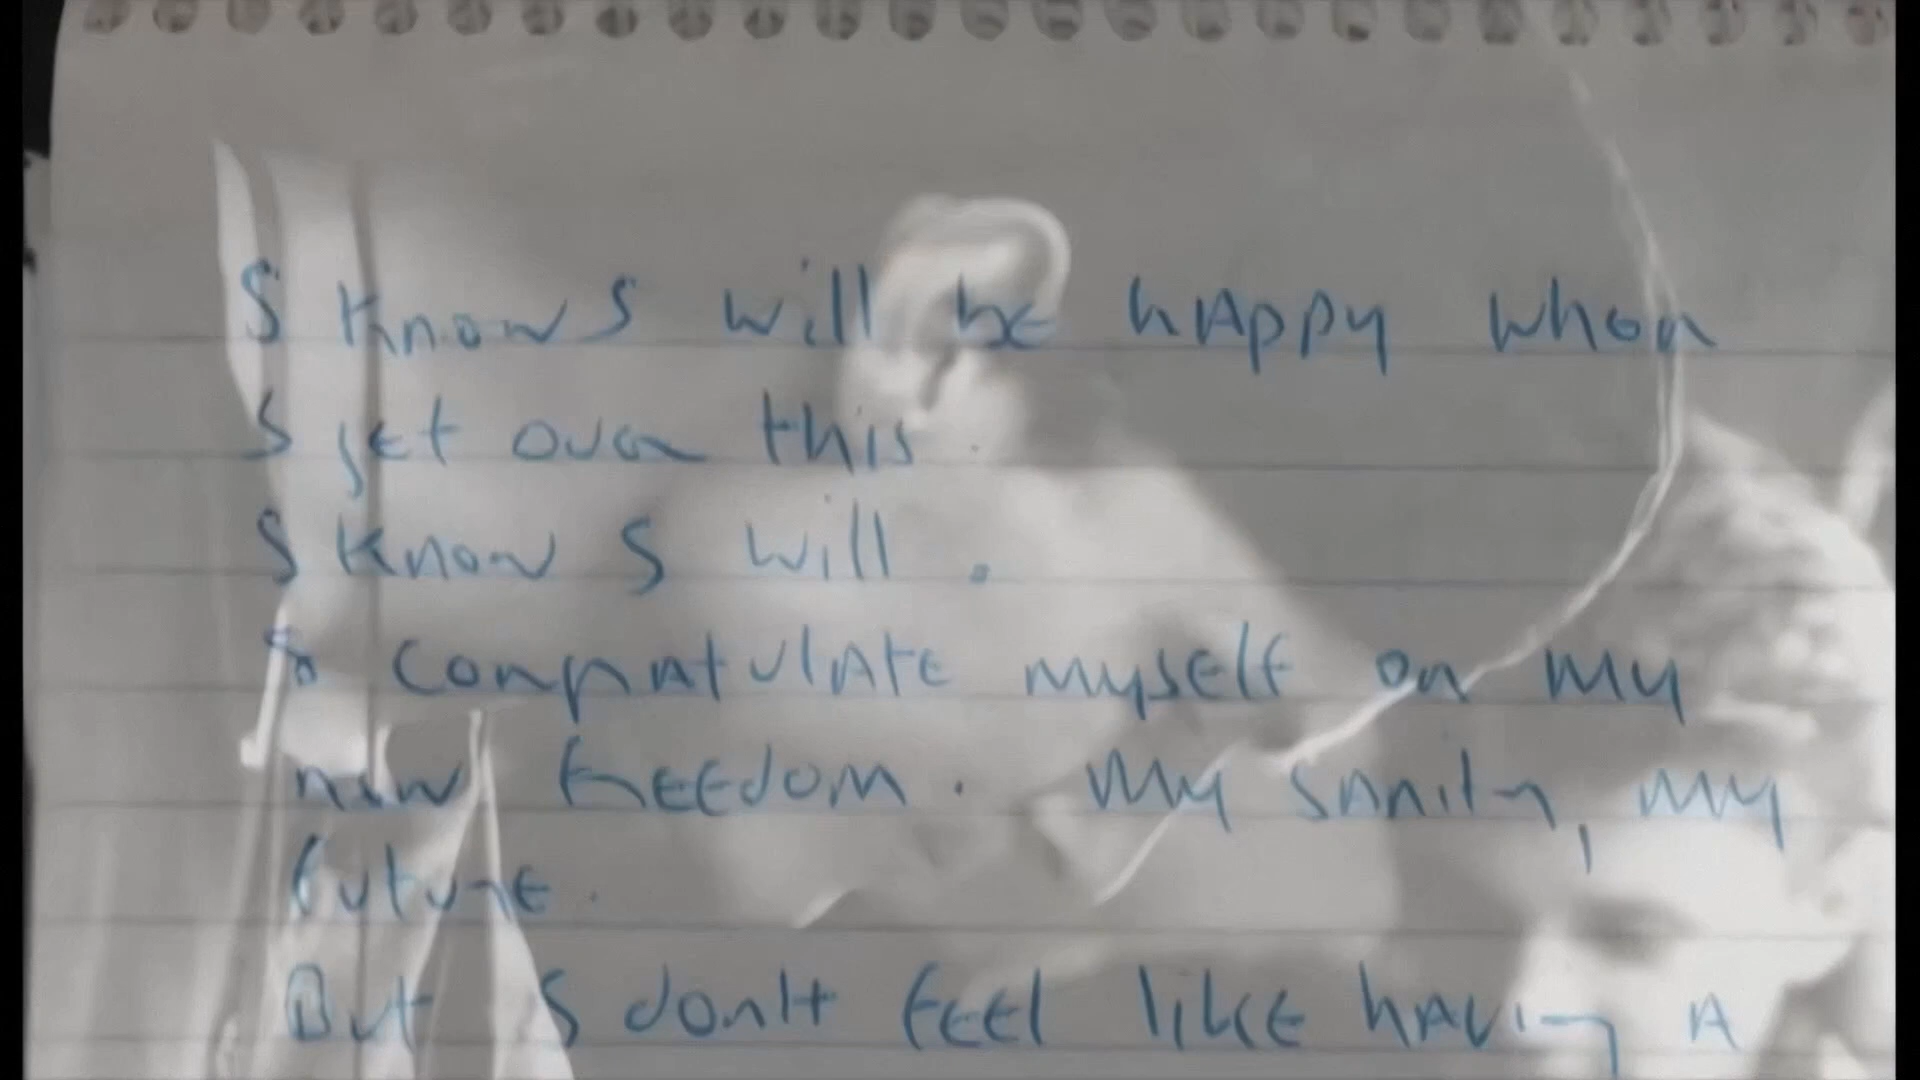 I know I will be happy when
I get over this.
I know I will.
I congratulate myself on my
new freedom. My sanity, my
future.
But I don't feel like having a